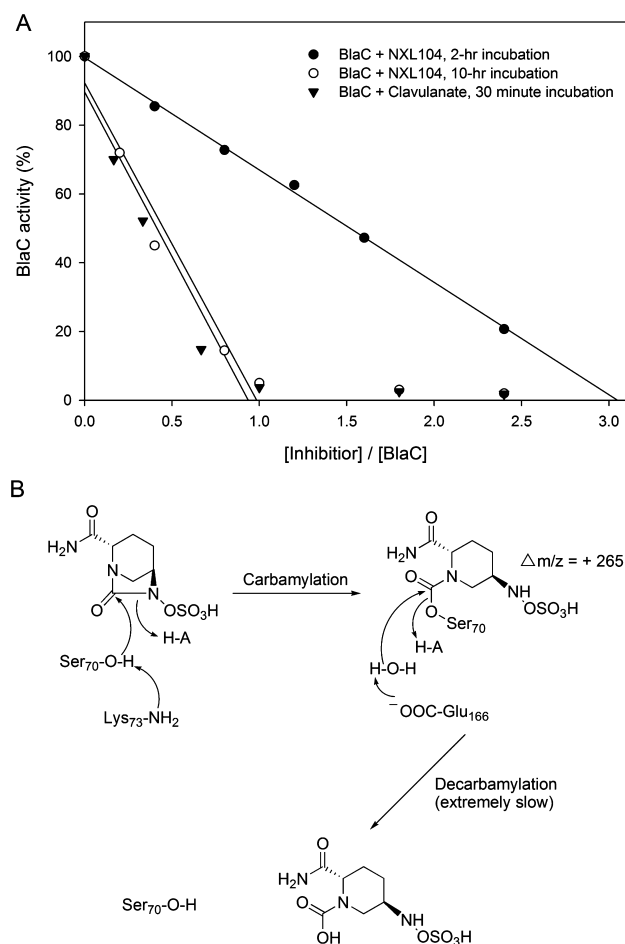 A
BlaC + NXL104, 2-hr incubation
BlaC + NXL104, 10-hr incubation
BlaC + Clavulanate, 30 minute incubation
BlaC activity (%)
100
80
60
40
20
0
0.0 0.5 1.0 1.5 2.0 2.5 3.0
[Inhibitior] / [BlaC]
B
O
H2N
N
O
N
OSO3H
H-A
Ser70-O-H
Lys73-NH2
Carbamylation
O
H2N
N
O
O
Ser70
NH
OSO3H
△m/z = + 265
H-A
H-O-H
−OOC-Glu166
Decarbamylation
(extremely slow)
Ser70-O-H
O
H2N
N
O
OH
NH
OSO3H